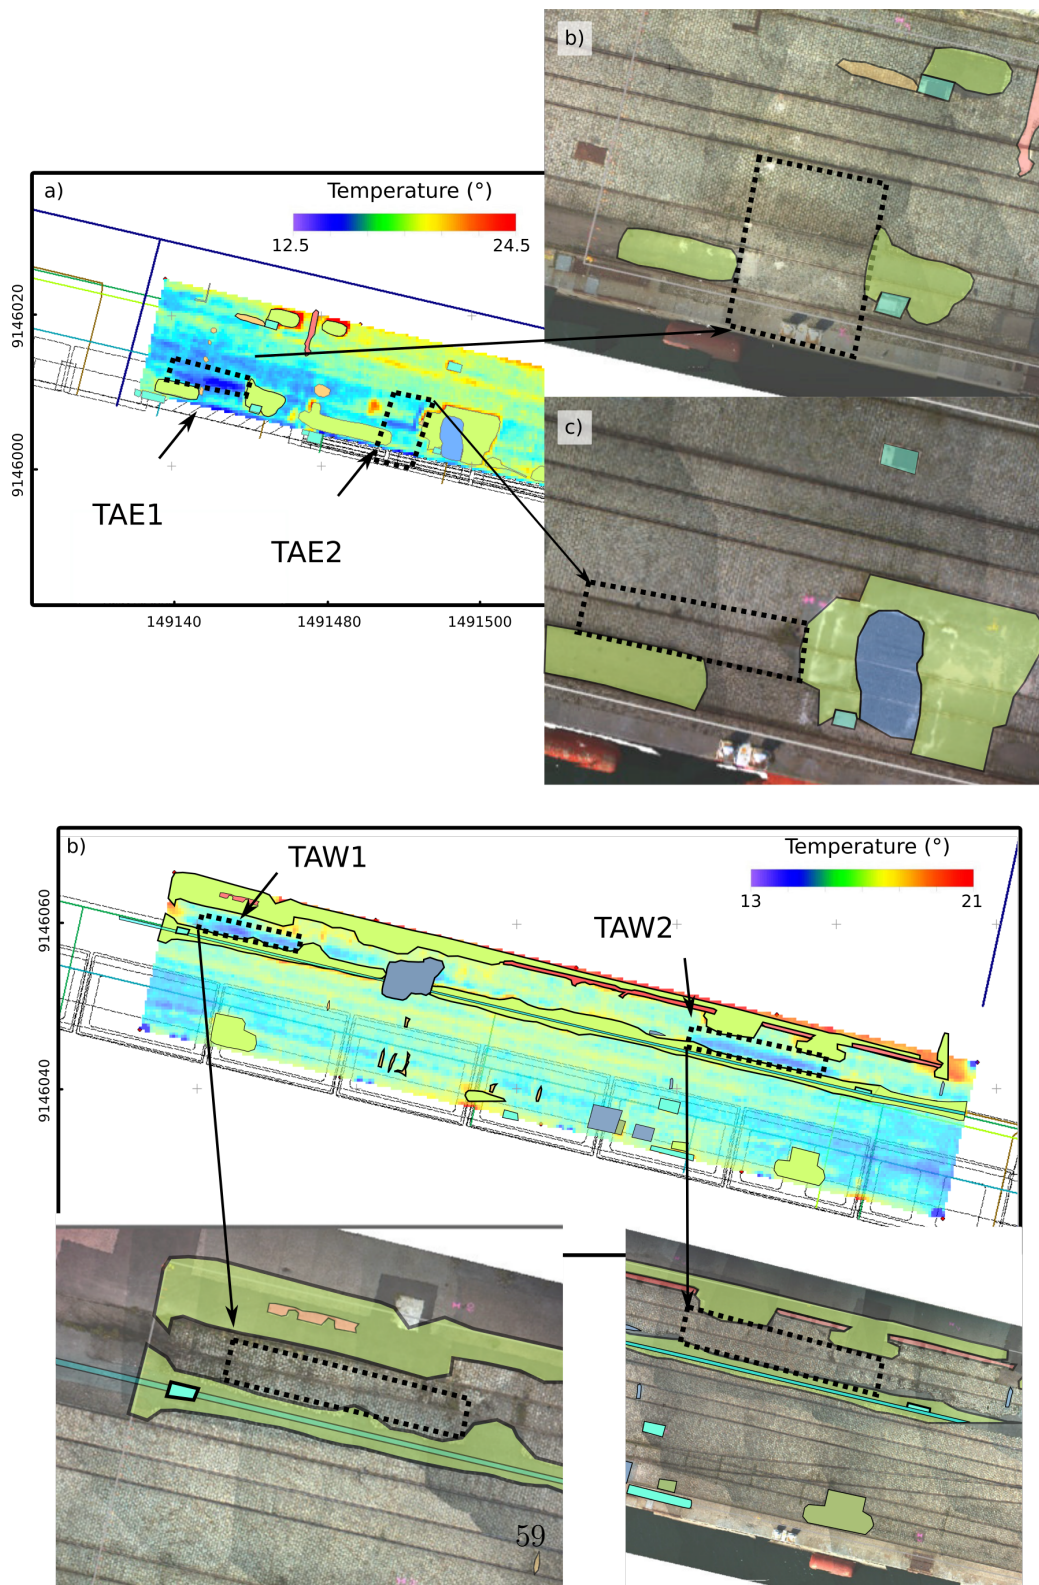 b)
a)
Temperature (°)
12.5
24.5
9146020
9146000
TAE1
TAE2
149140
1491480
1491500
c)
b)
TAW1
Temperature (°)
13
21
TAW2
9146060
9146040
59